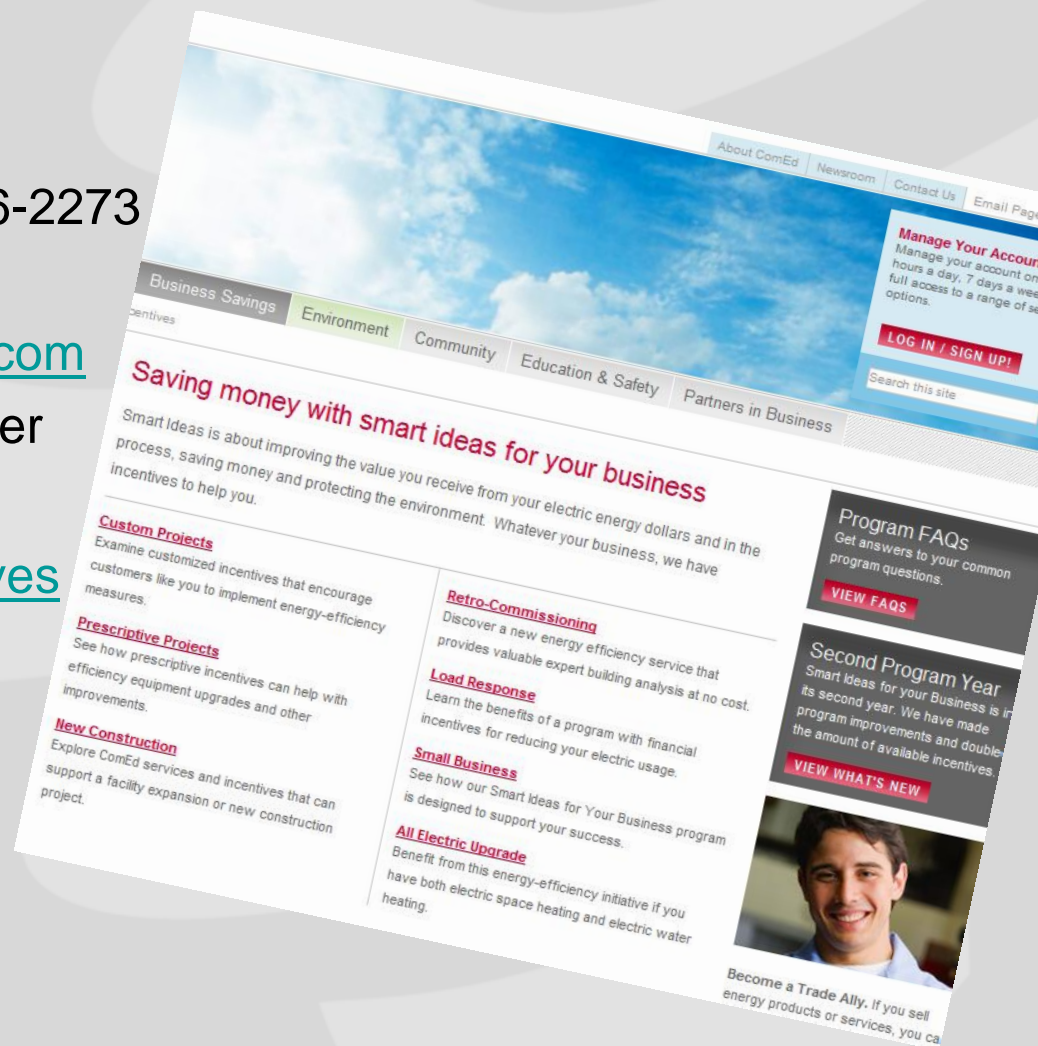 6-2273
com
er
ves
About ComEd
Newsroom
Contact Us
Email Page
Manage Your Accoun
Manage your account on
hours a day, 7 days a wee
full access to a range of se
options.
LOG IN / SIGN UP!
Search this site
Business Savings
Environment
Community
Education & Safety
Partners in Business
centives
Saving money with smart ideas for your business
Smart Ideas is about improving the value you receive from your electric energy dollars and in the
process, saving money and protecting the environment. Whatever your business, we have
incentives to help you.
Custom Projects
Examine customized incentives that encourage
customers like you to implement energy-efficiency
measures.
Prescriptive Projects
See how prescriptive incentives can help with
efficiency equipment upgrades and other
improvements.
New Construction
Explore ComEd services and incentives that can
support a facility expansion or new construction
project.
Retro-Commissioning
Discover a new energy efficiency service that
provides valuable expert building analysis at no cost.
Load Response
Learn the benefits of a program with financial
incentives for reducing your electric usage.
Small Business
See how our Smart Ideas for Your Business program
is designed to support your success.
All Electric Upgrade
Benefit from this energy-efficiency initiative if you
have both electric space heating and electric water
heating.
Program FAQs
Get answers to your common
program questions.
VIEW FAQS
Second Program Year
Smart Ideas for your Business is in
its second year. We have made
program improvements and double
the amount of available incentives.
VIEW WHAT'S NEW
Become a Trade Ally. If you sell
energy products or services, you ca